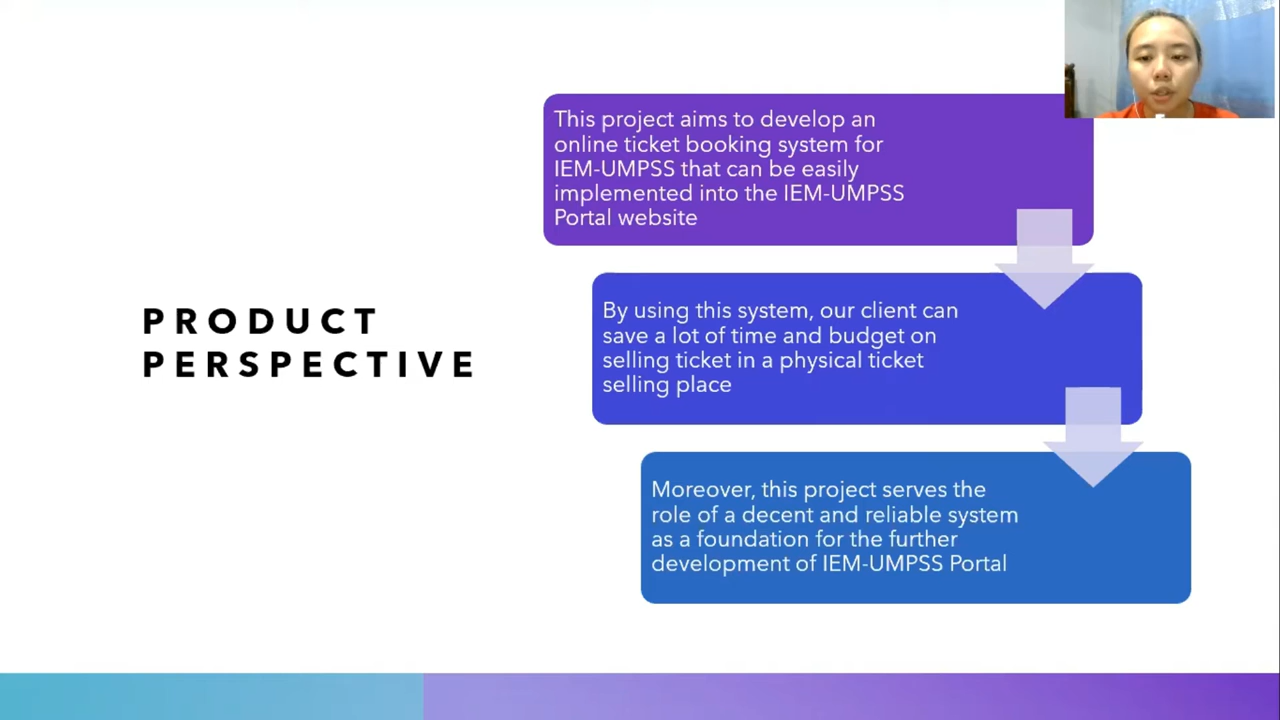 PRODUCT
PERSPECTIVE
This project aims to develop an
online ticket booking system for
IEM-UMPSS that can be easily
implemented into the IEM-UMPSS
Portal website
By using this system, our client can
save a lot of time and budget on
selling ticket in a physical ticket
selling place
Moreover, this project serves the
role of a decent and reliable system
as a foundation for the further
development of IEM-UMPSS Portal